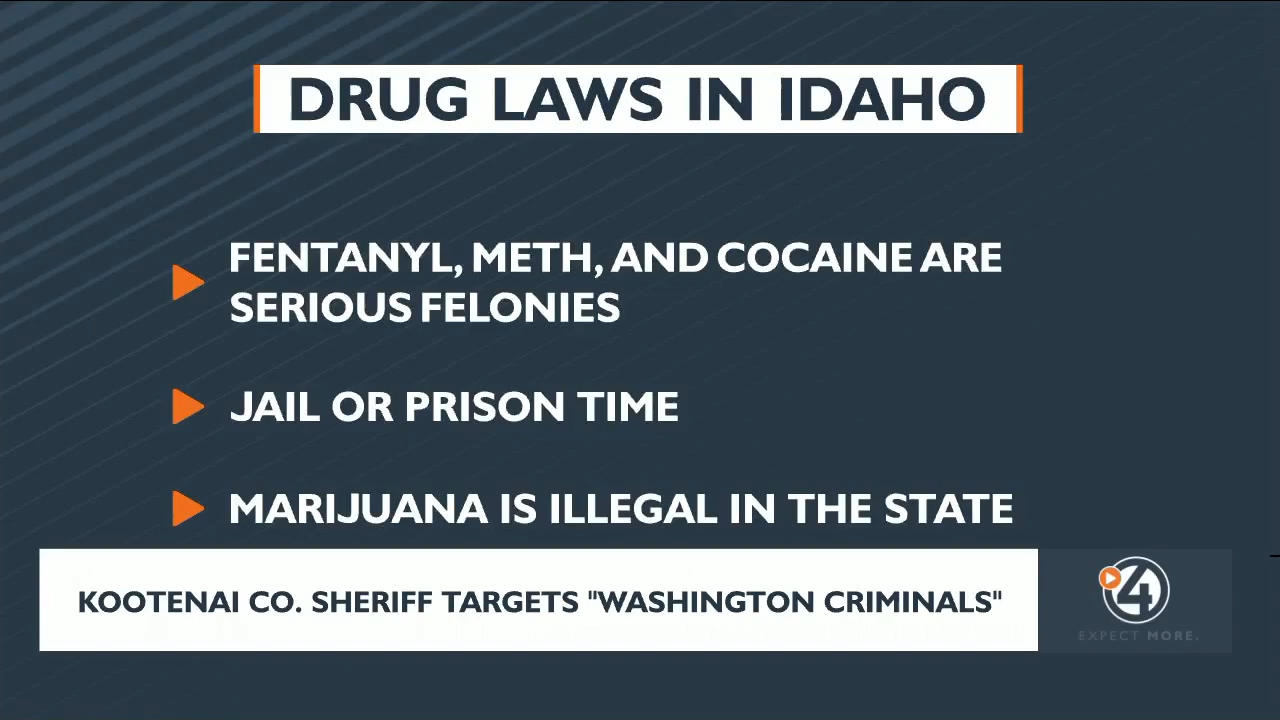 DRUG LAWS IN IDAHO
FENTANYL, METH, AND COCAINE ARE
SERIOUS FELONIES
JAIL OR PRISON TIME
MARIJUANA IS ILLEGAL IN THE STATE
KOOTENAI CO. SHERIFF TARGETS "WASHINGTON CRIMINALS"
4
EXPECT MORE.